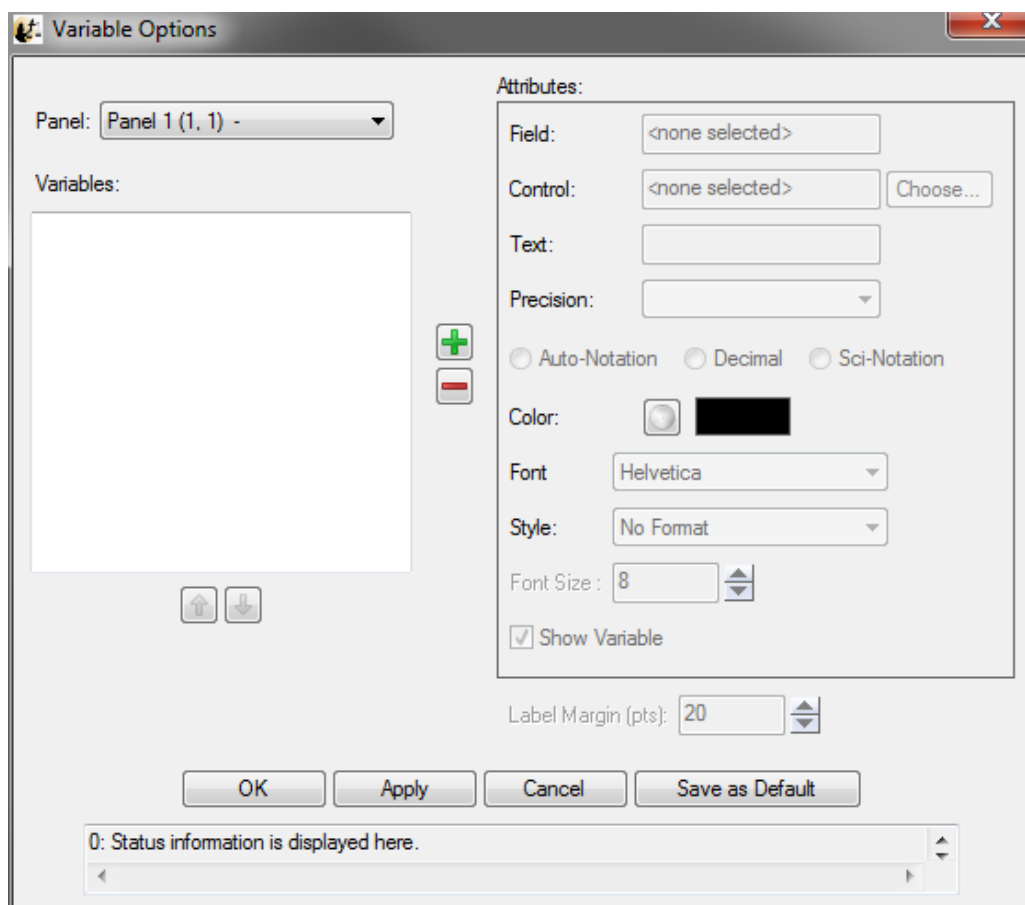 Variable Options
Panel: Panel 1 (1, 1) -
Variables:
Attributes:
Field: <none selected>
Control: <none selected> Choose...
Text:
Precision:
Auto-Notation Decimal Sci-Notation
Color:
Font Helvetica
Style: No Format
Font Size : 8
Show Variable
Label Margin (pts): 20
OK Apply Cancel Save as Default
0: Status information is displayed here.